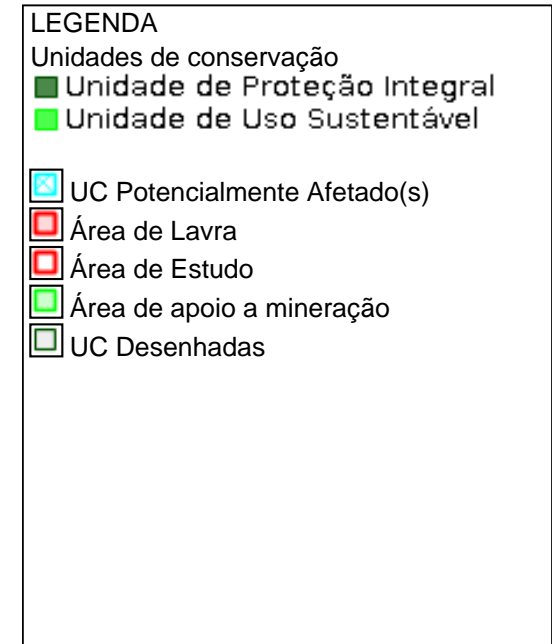 LEGENDA
Unidades de conservação
Unidade de Proteção Integral
Unidade de Uso Sustentável
UC Potencialmente Afetado(s)
Área de Lavra
Área de Estudo
Área de apoio a mineração
UC Desenhadas